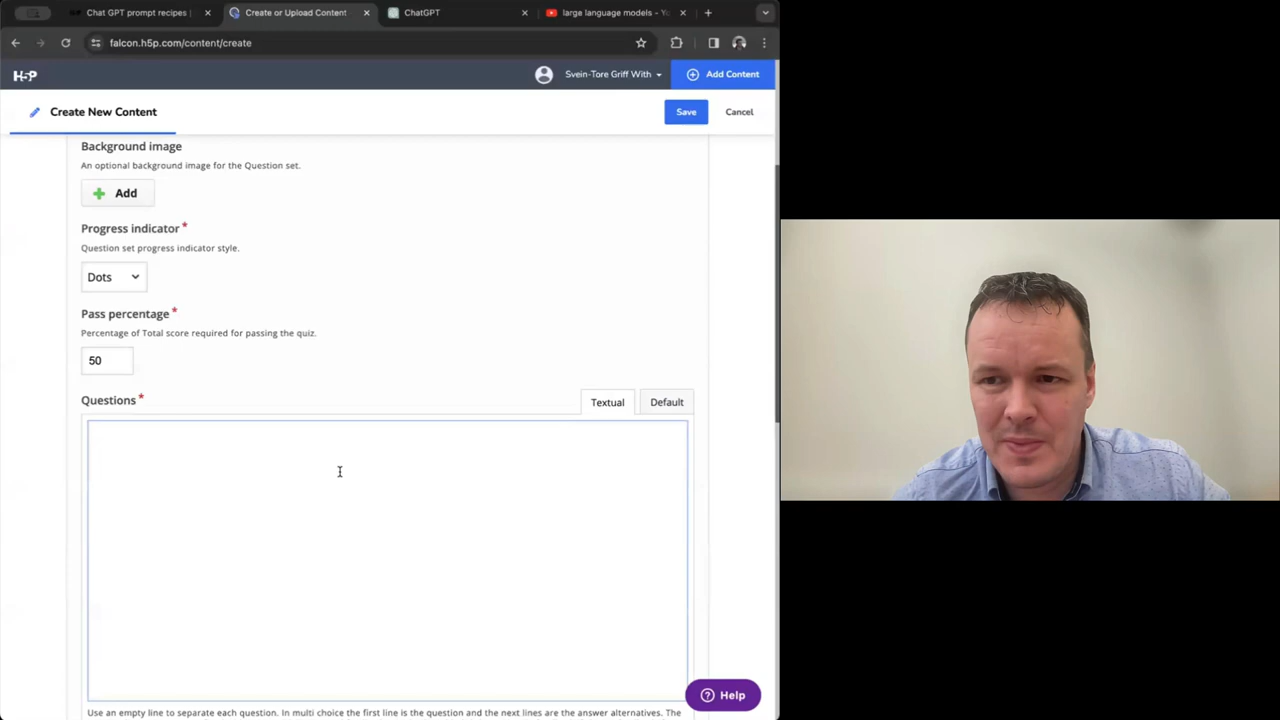 Chat GPT prompt recipes
Create or Upload Content
ChatGPT
large language models - Yo
falcon.h5p.com/content/create
H5P
Svein-Tore Griff With
Add Content
Create New Content
Save
Cancel
Background image
An optional background image for the Question set.
Add
Progress indicator *
Question set progress indicator style.
Dots
Pass percentage *
Percentage of Total score required for passing the quiz.
50
Questions *
Textual
Default
Help
Use an empty line to separate each question. In multi choice the first line is the question and the next lines are the answer alternatives. The